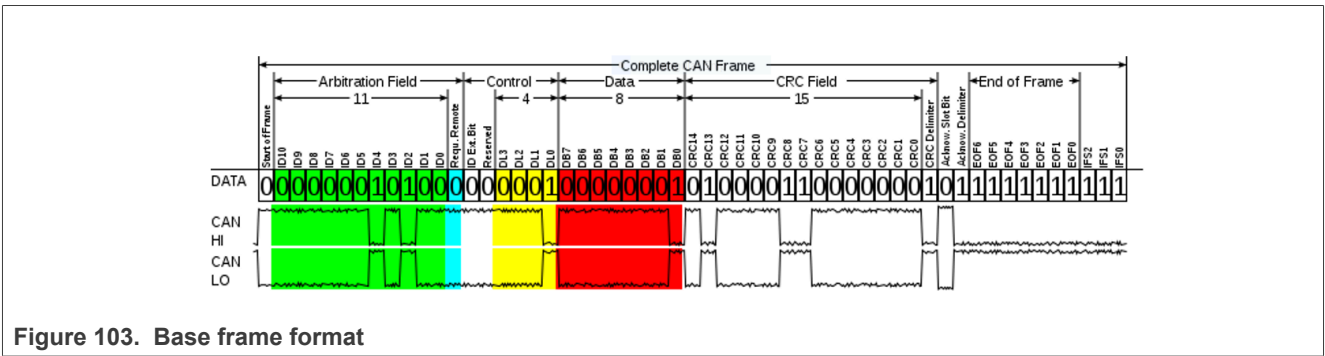 Complete CAN Frame
Arbitration Field Control Data CRC Field End of Frame
11 4 8 15
Start of Frame
ID10
ID9
ID8
ID7
ID6
ID5
ID4
ID3
ID2
ID1
ID0
Requ. Remote
ID Ext. Bit
Reserved
DL3
DL2
DL1
DL0
DB7
DB6
DB5
DB4
DB3
DB2
DB1
DB0
CRC14
CRC13
CRC12
CRC11
CRC10
CRC9
CRC8
CRC7
CRC6
CRC5
CRC4
CRC3
CRC2
CRC1
CRC0
CRC Delimiter
Acknow. Slot Bit
Acknow. Delimiter
EOF6
EOF5
EOF4
EOF3
EOF2
EOF1
EOF0
IFS2
IFS1
IFS0
DATA 0000000101000000001000000010100001100000001011111111111
CAN
HI
CAN
LO
Figure 103. Base frame format